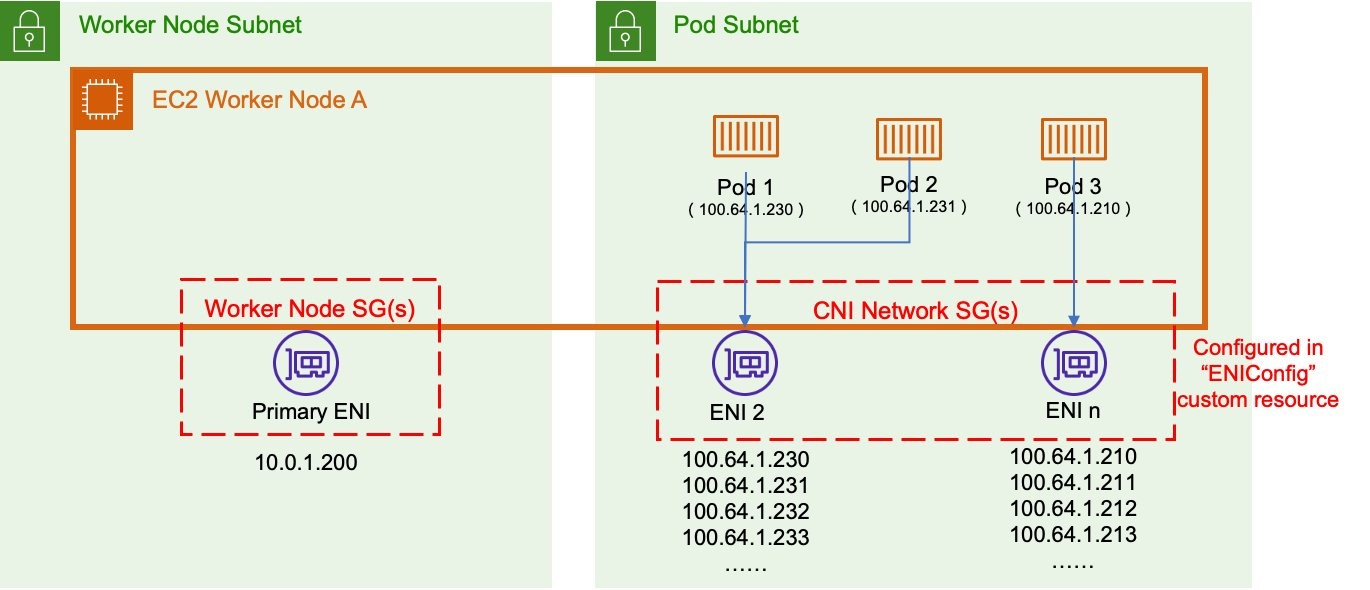 Worker Node Subnet
Pod Subnet
EC2 Worker Node A
Pod 1
( 100.64.1.230 )
Pod 2
( 100.64.1.231 )
Pod 3
( 100.64.1.210 )
Worker Node SG(s)
CNI Network SG(s)
Configured in
“ENIConfig”
custom resource
Primary ENI
ENI 2
ENI n
10.0.1.200
100.64.1.230
100.64.1.231
100.64.1.232
100.64.1.233
......
100.64.1.210
100.64.1.211
100.64.1.212
100.64.1.213
......